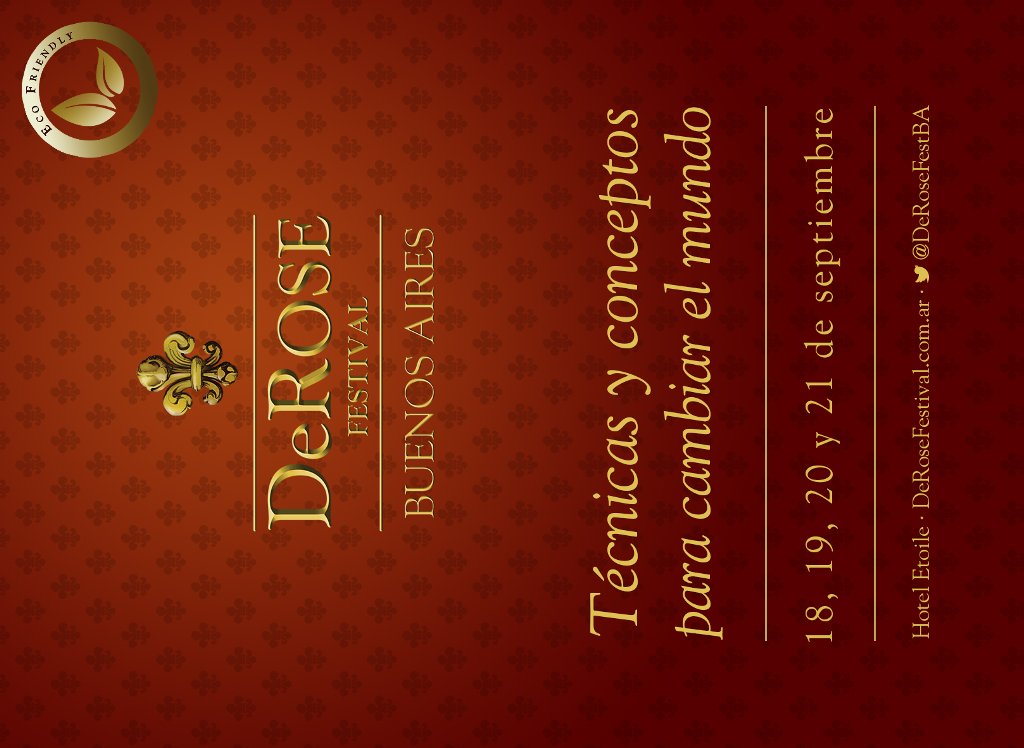 Eco Friendly
DeROSE
FESTIVAL
BUENOS AIRES
Técnicas y conceptos
para cambiar el mundo
18, 19, 20 y 21 de septiembre
Hotel Etoile · DeRoseFestival.com.ar · @DeRoseFestBA